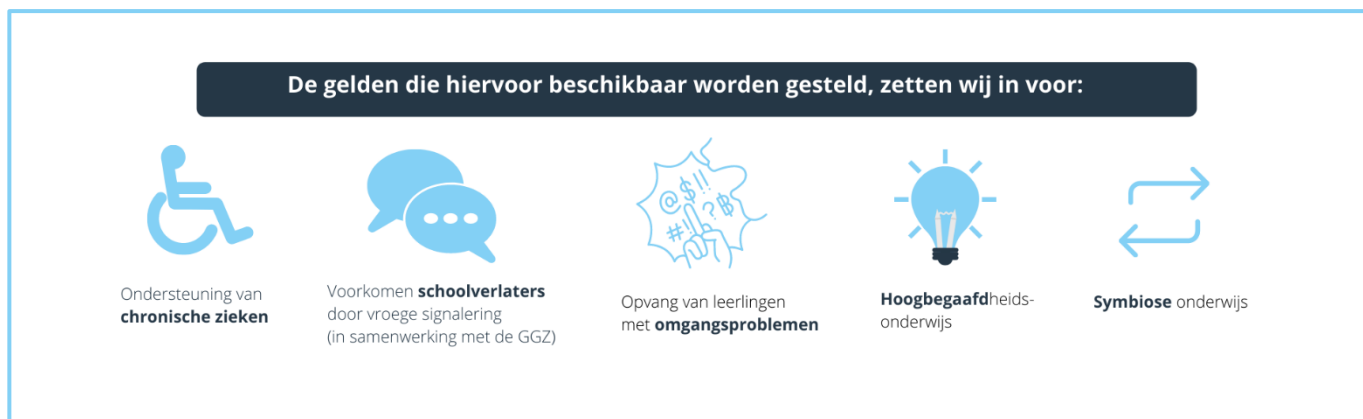 De gelden die hiervoor beschikbaar worden gesteld, zetten wij in voor:
@$!!
?฿
#!
Ondersteuning van
chronische zieken
Voorkomen schoolverlaters
door vroege signalering
(in samenwerking met de GGZ)
Opvang van leerlingen
met omgangsproblemen
Hoogbegaafdheids-
onderwijs
Symbiose onderwijs